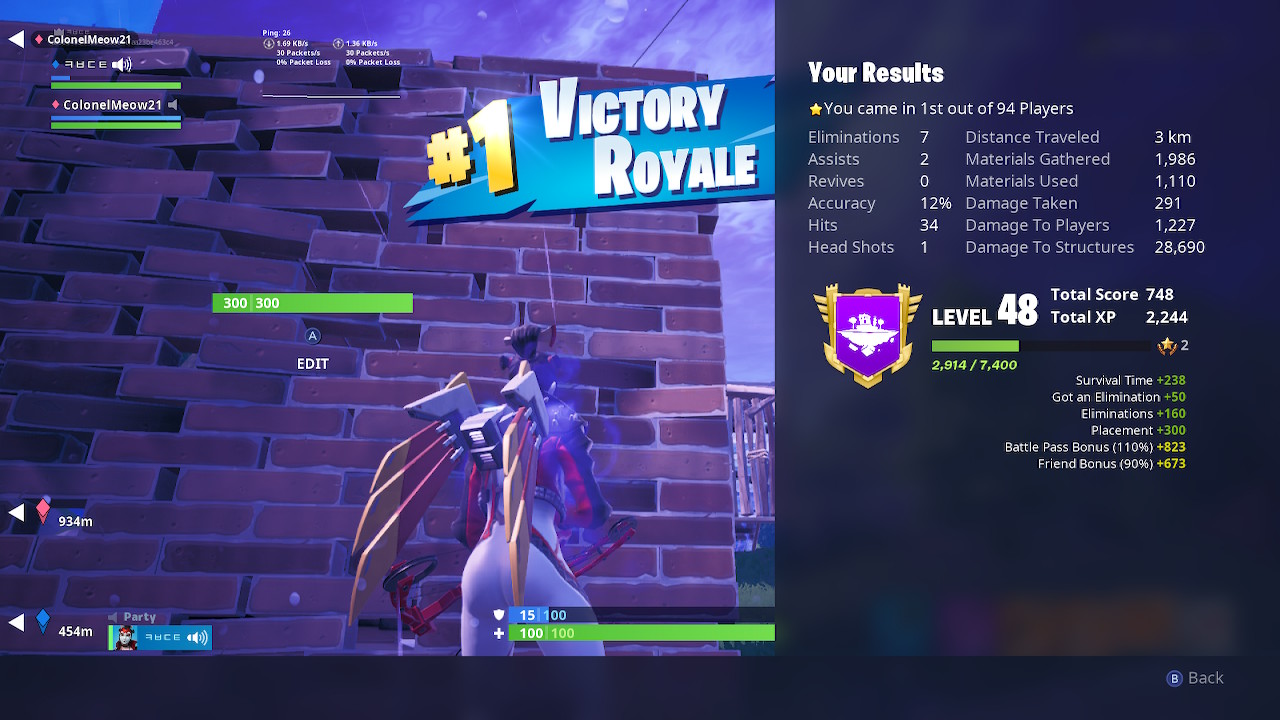 ColonelMeow21
ㅋㅂㄷㄷ
ColonelMeow21
Ping: 26
1.69 KB/s 1.36 KB/s
30 Packets/s 30 Packets/s
0% Packet Loss 0% Packet Loss
#1 VICTORY
ROYALE
300 | 300
A
EDIT
934m
454m
Party
15 | 100
100 | 100
Your Results
You came in 1st out of 94 Players
Eliminations 7 Distance Traveled 3 km
Assists 2 Materials Gathered 1,986
Revives 0 Materials Used 1,110
Accuracy 12% Damage Taken 291
Hits 34 Damage To Players 1,227
Head Shots 1 Damage To Structures 28,690
LEVEL 48
Total Score 748
Total XP 2,244
2
2,914 / 7,400
Survival Time +238
Got an Elimination +50
Eliminations +160
Placement +300
Battle Pass Bonus (110%) +823
Friend Bonus (90%) +673
B Back